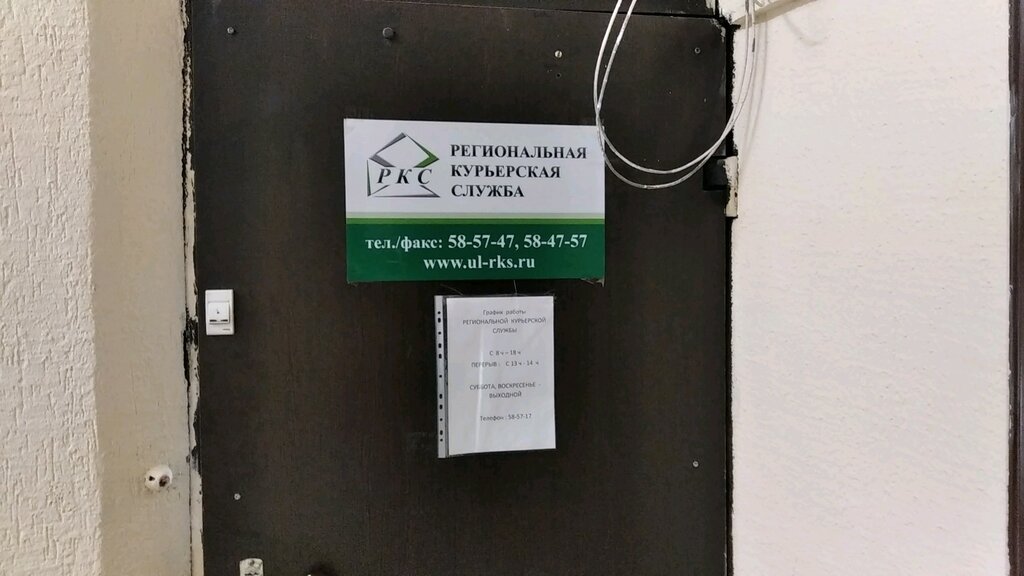 РКС
РЕГИОНАЛЬНАЯ
КУРЬЕРСКАЯ
СЛУЖБА
тел./факс: 58-57-47, 58-47-57
www.ul-rks.ru
График работы
РЕГИОНАЛЬНОЙ КУРЬЕРСКОЙ
СЛУЖБЫ
С 8 ч – 18 ч
ПЕРЕРЫВ : С 13 ч - 14 ч
СУББОТА, ВОСКРЕСЕНЬЕ -
ВЫХОДНОЙ
Телефон : 58-57-17